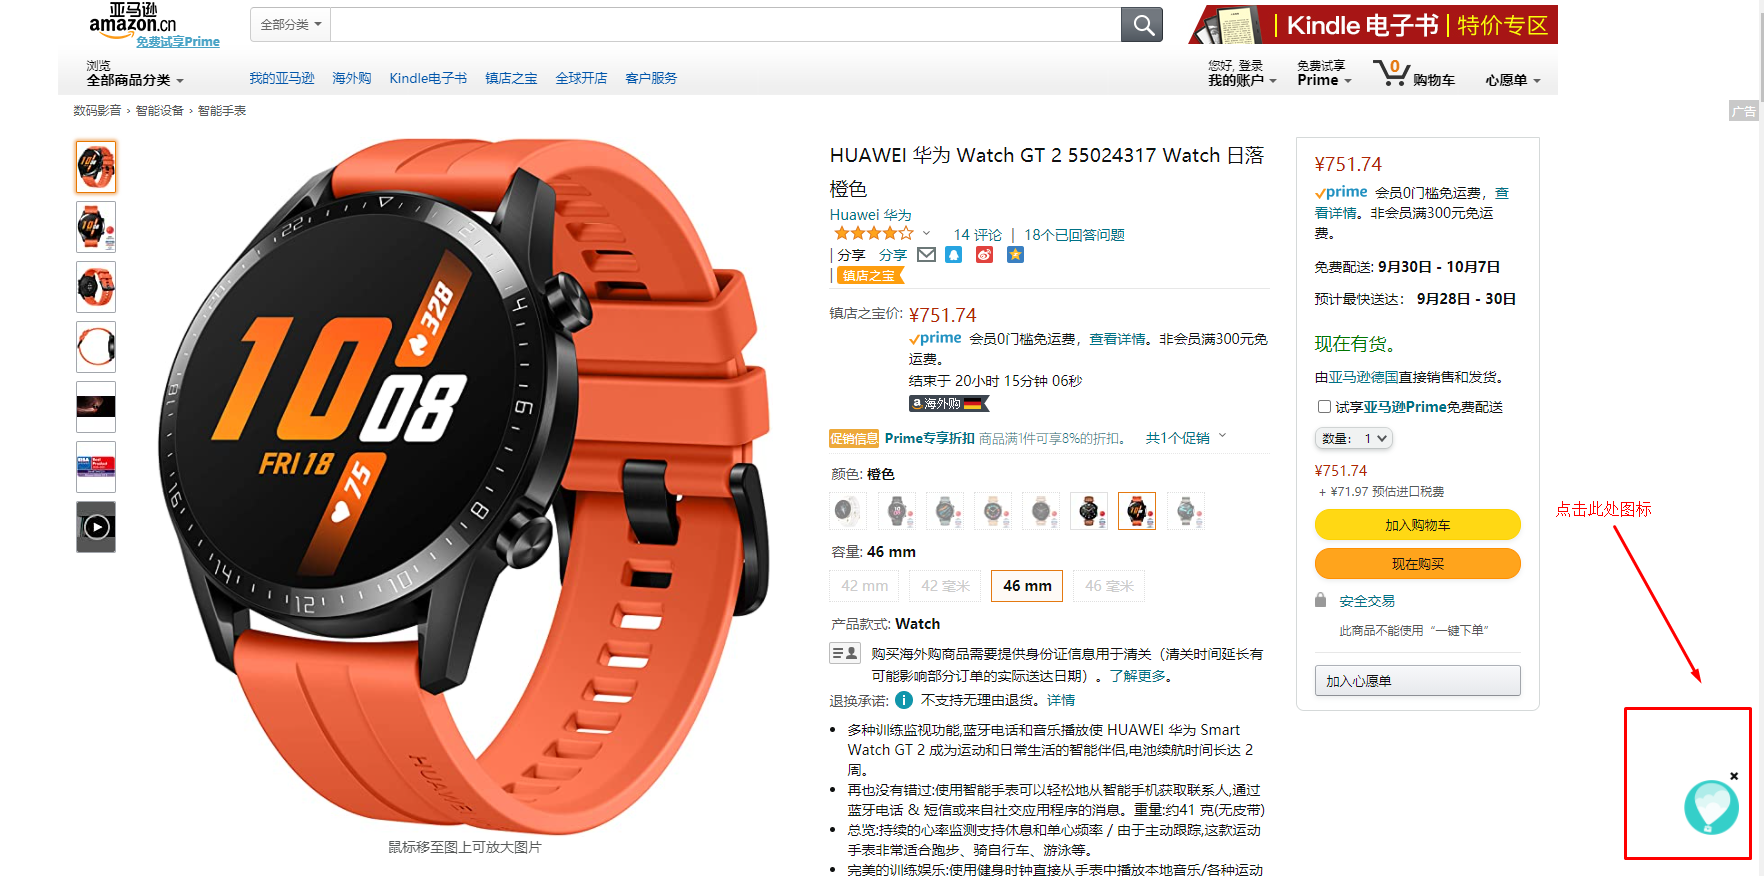 亚马逊
amazon.cn
免费试享Prime
全部分类
Kindle 电子书 | 特价专区
浏览
全部商品分类
我的亚马逊 海外购 Kindle电子书 镇店之宝 全球开店 客户服务
您好, 登录
我的账户
免费试享
Prime
0
购物车
心愿单
数码影音 › 智能设备 › 智能手表
广告
HUAWEI 华为 Watch GT 2 55024317 Watch 日落
橙色
Huawei 华为
14 评论 | 18个已回答问题
| 分享 分享
| 镇店之宝
镇店之宝价: ¥751.74
prime 会员0门槛免运费，查看详情。非会员满300元免
运费。
结束于 20小时 15分钟 06秒
a 海外购
促销信息 Prime专享折扣 商品满1件可享8%的折扣。 共1个促销
颜色: 橙色
容量: 46 mm
42 mm 42 毫米 46 mm 46 毫米
产品款式: Watch
购买海外购商品需要提供身份证信息用于清关（清关时间延长有
可能影响部分订单的实际送达日期）。了解更多。
退换承诺: i 不支持无理由退货。详情
• 多种训练监视功能,蓝牙电话和音乐播放使 HUAWEI 华为 Smart
Watch GT 2 成为运动和日常生活的智能伴侣,电池续航时间长达 2
周。
• 再也没有错过:使用智能手表可以轻松地从智能手机获取联系人,通过
蓝牙电话 & 短信或来自社交应用程序的消息。重量:约41 克(无皮带)
• 总览:持续的心率监测支持休息和单心频率 / 由于主动跟踪,这款运动
手表非常适合跑步、骑自行车、游泳等。
• 完美的训练娱乐:使用健身时钟直接从手表中播放本地音乐/各种运动
22
4
6
8
10
12
14
16
18
328
10
08
FRI 18
75
HUAWEI
鼠标移至图上可放大图片
¥751.74
prime 会员0门槛免运费，查
看详情。非会员满300元免运
费。
免费配送: 9月30日 - 10月7日
预计最快送达： 9月28日 - 30日
现在有货。
由亚马逊德国直接销售和发货。
试享亚马逊Prime免费配送
数量： 1
¥751.74
+ ¥71.97 预估进口税费
加入购物车
现在购买
安全交易
此商品不能使用“一键下单”
加入心愿单
点击此处图标